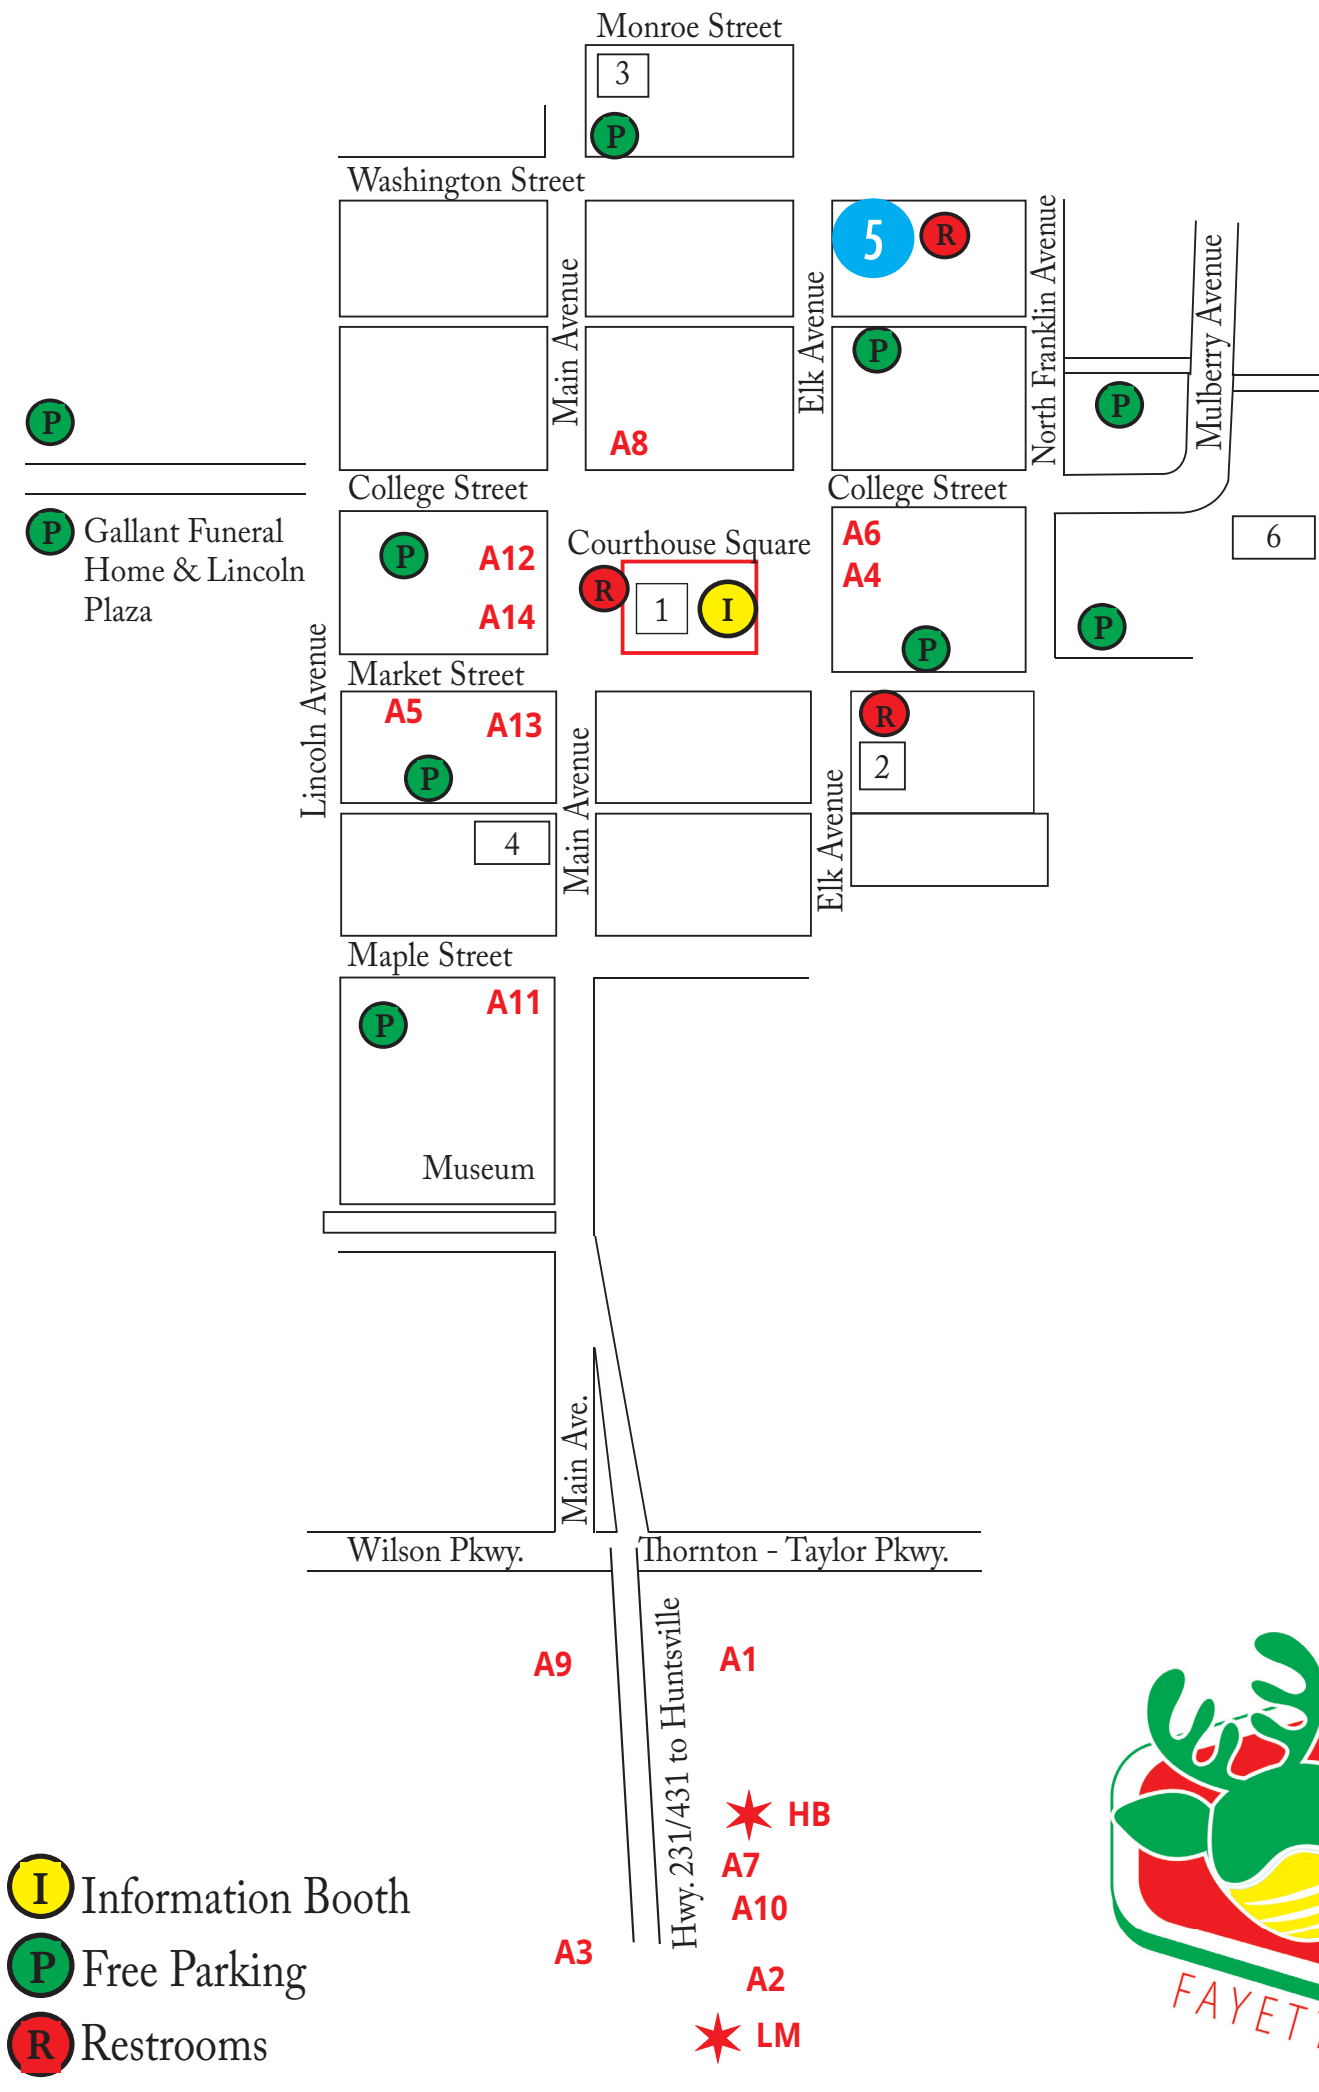 Monroe Street
3
P
Washington Street
5
R
Main Avenue
Elk Avenue
North Franklin Avenue
Mulberry Avenue
P
P
P
A8
College Street
College Street
P
Gallant Funeral
Home & Lincoln
Plaza
P
A12
A14
Courthouse Square
R
1
I
A6
A4
P
6
P
Lincoln Avenue
Market Street
A5
A13
P
Main Avenue
R
2
Elk Avenue
4
Maple Street
A11
P
Museum
Main Ave.
Wilson Pkwy.
Thornton - Taylor Pkwy.
Hwy. 231/431 to Huntsville
A9
A1
HB
A7
A10
A3
A2
LM
I Information Booth
P Free Parking
R Restrooms
FAYET